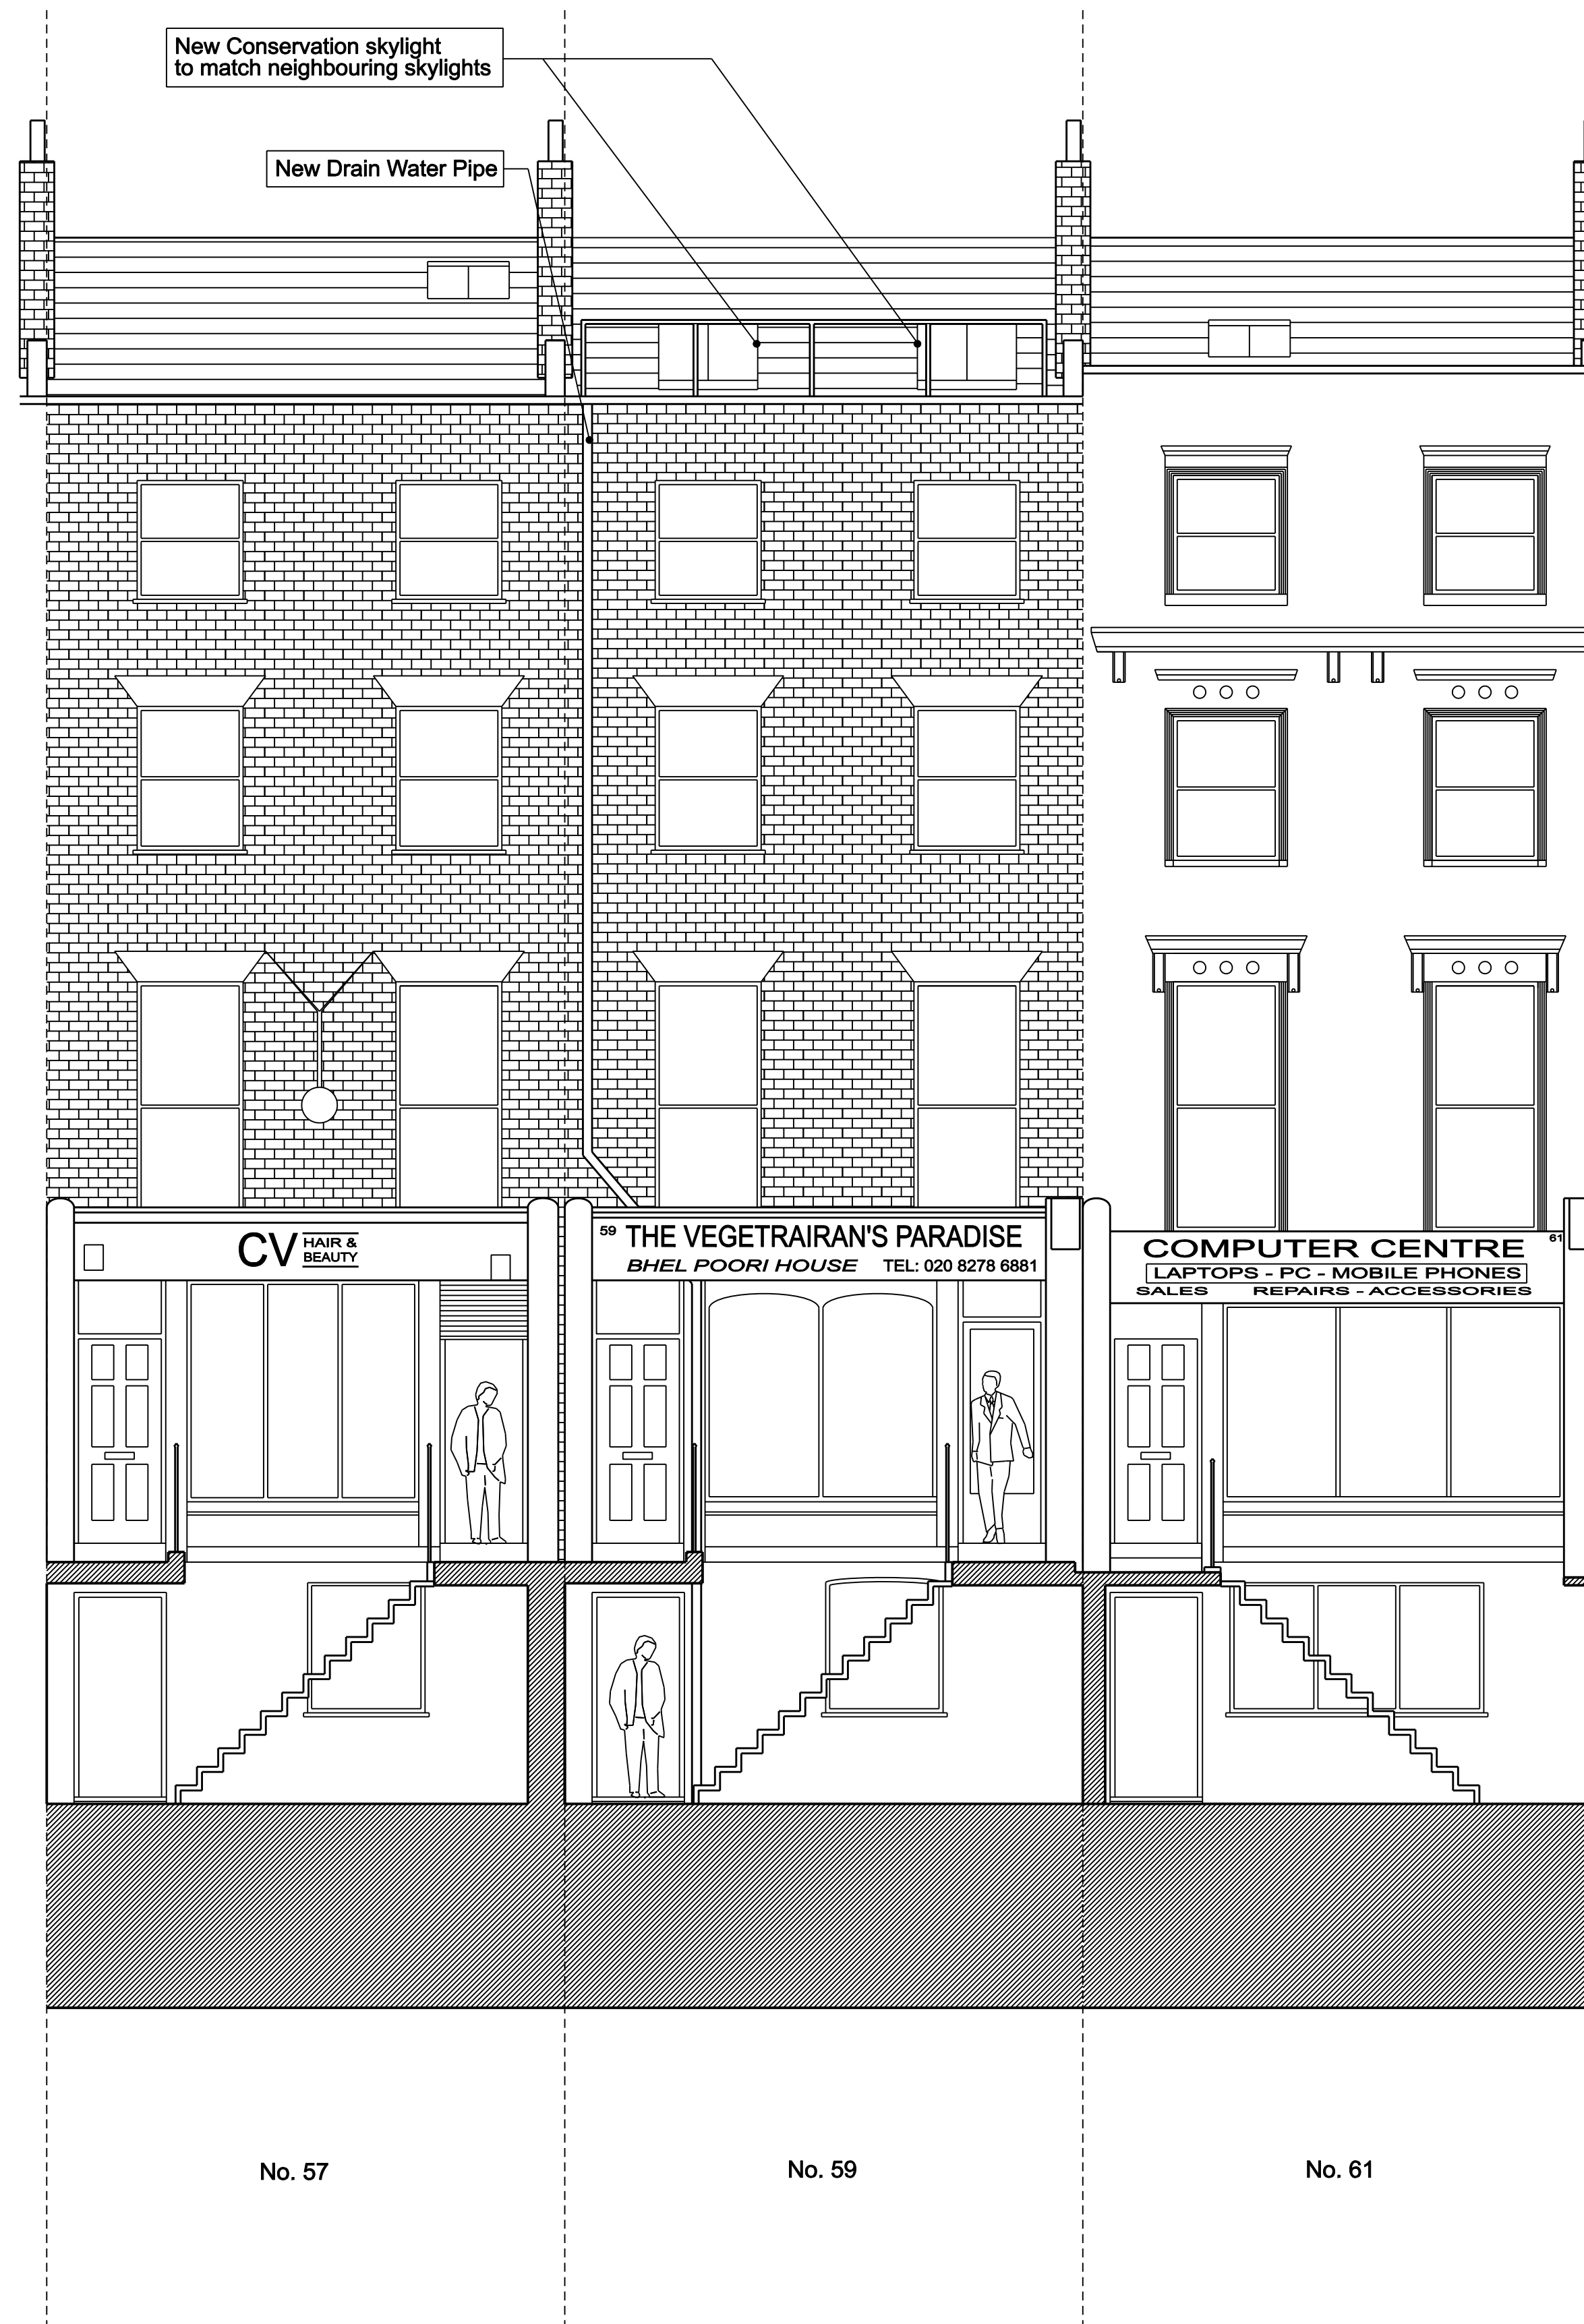 New Conservation skylight
to match neighbouring skylights
New Drain Water Pipe
CV HAIR &
BEAUTY
59 THE VEGETRAIRAN'S PARADISE
BHEL POORI HOUSE TEL: 020 8278 6881
61
COMPUTER CENTRE
LAPTOPS - PC - MOBILE PHONES
SALES REPAIRS - ACCESSORIES
No. 57
No. 59
No. 61